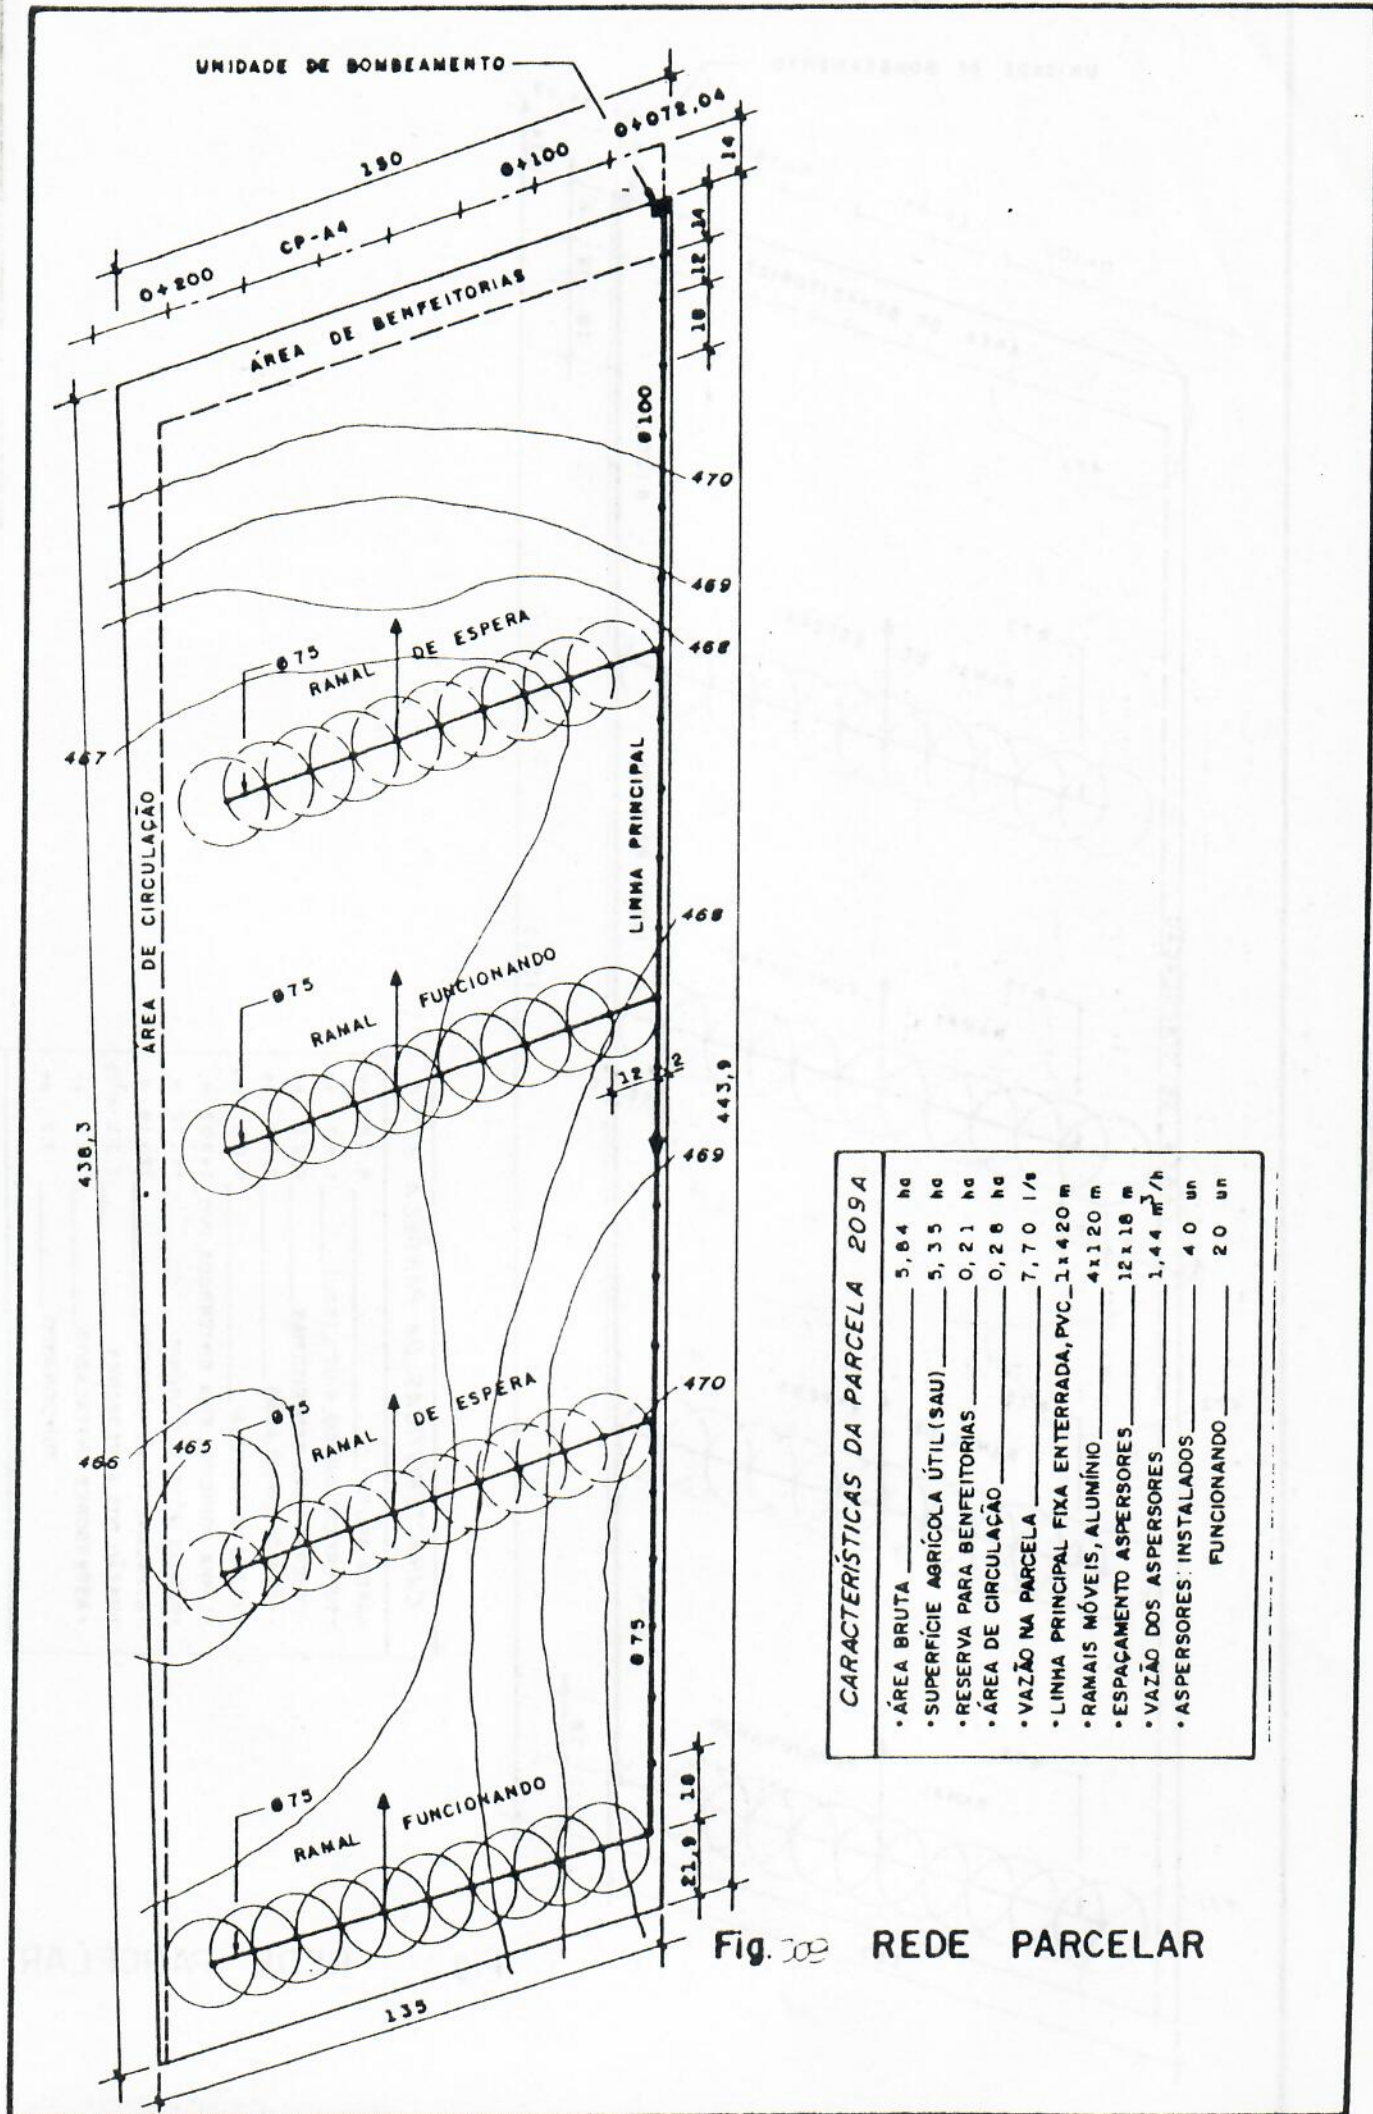 UNIDADE DE BOMBEAMENTO
150
0+072,04
0+100
CP-A4
0+200
14
14
12
18
ÁREA DE BENFEITORIAS
Ø100
470
469
468
Ø75
RAMAL DE ESPERA
467
LINHA PRINCIPAL
ÁREA DE CIRCULAÇÃO
468
Ø75
RAMAL FUNCIONANDO
12
443,9
438,3
469
470
Ø75
RAMAL DE ESPERA
465
466
Ø75
Ø75
RAMAL FUNCIONANDO
18
21,9
135
CARACTERÍSTICAS DA PARCELA 209A
• ÁREA BRUTA 5,84 ha
• SUPERFÍCIE AGRÍCOLA ÚTIL (SAU) 5,35 ha
• RESERVA PARA BENFEITORIAS 0,21 ha
• ÁREA DE CIRCULAÇÃO 0,28 ha
• VAZÃO NA PARCELA 7,70 l/s
• LINHA PRINCIPAL FIXA ENTERRADA, PVC 1x420 m
• RAMAIS MÓVEIS, ALUMÍNIO 4x120 m
• ESPAÇAMENTO ASPERSORES 12x18 m
• VAZÃO DOS ASPERSORES 1,44 m³/h
• ASPERSORES: INSTALADOS 40 un
FUNCIONANDO 20 un
Fig. REDE PARCELAR